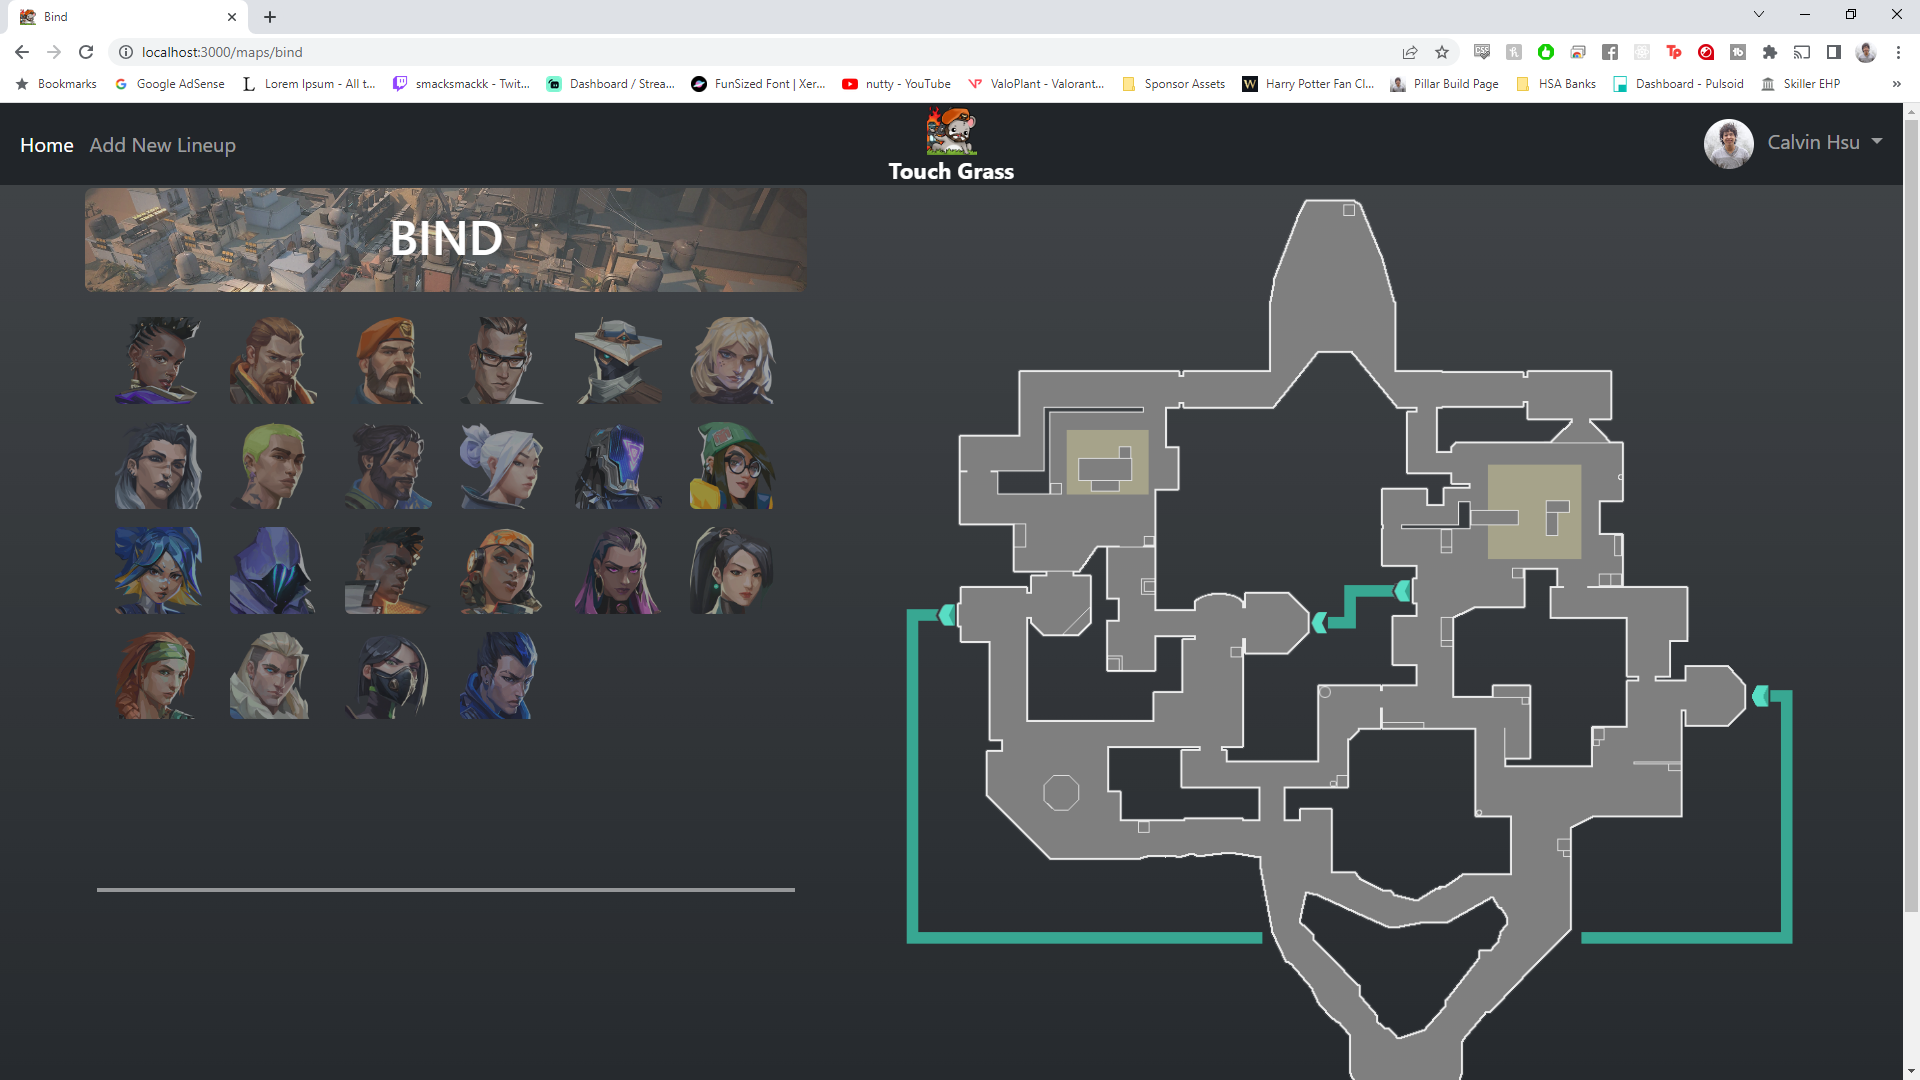 Bind
localhost:3000/maps/bind
Bookmarks Google AdSense Lorem Ipsum - All t... smacksmackk - Twit... Dashboard / Strea... FunSized Font | Xer... nutty - YouTube ValoPlant - Valorant... Sponsor Assets Harry Potter Fan Cl... Pillar Build Page HSA Banks Dashboard - Pulsoid Skiller EHP »
Home Add New Lineup
Touch Grass
Calvin Hsu
BIND